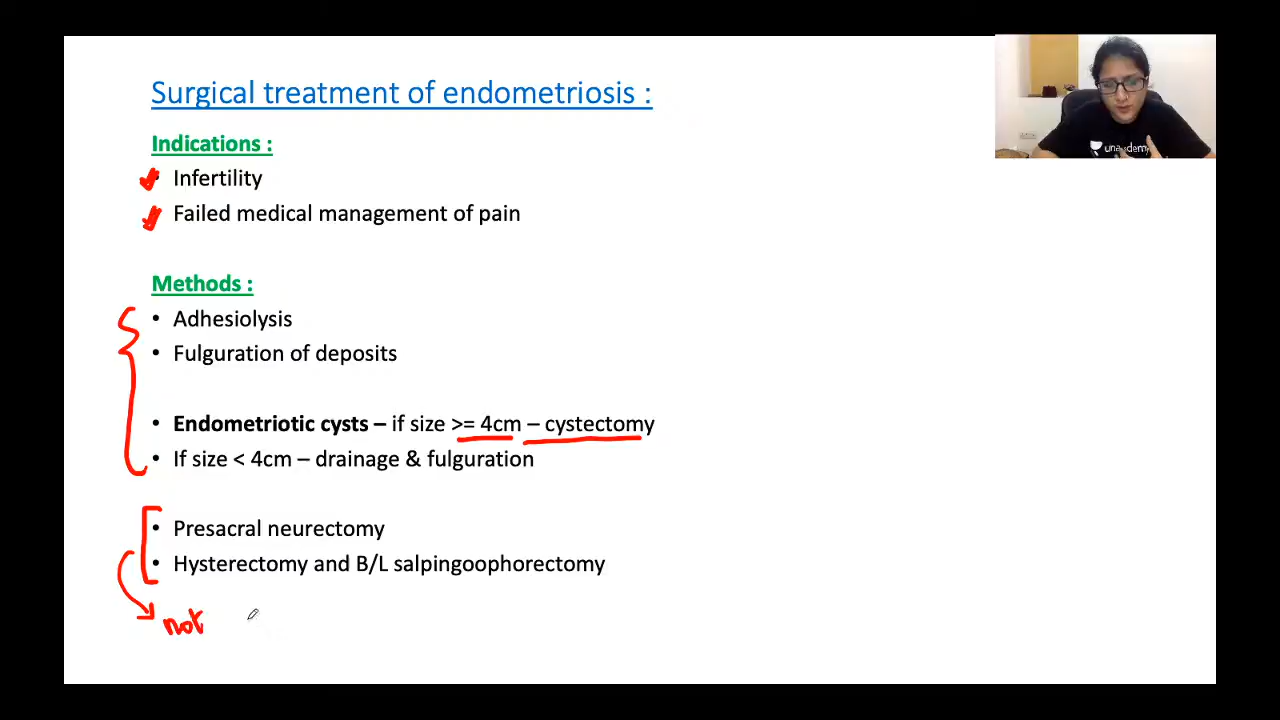 Surgical treatment of endometriosis :
Indications :
Infertility
• Failed medical management of pain
Methods :
• Adhesiolysis
• Fulguration of deposits
• Endometriotic cysts – if size >= 4cm – cystectomy
• If size < 4cm – drainage & fulguration
• Presacral neurectomy
• Hysterectomy and B/L salpingoophorectomy
not
unacademy